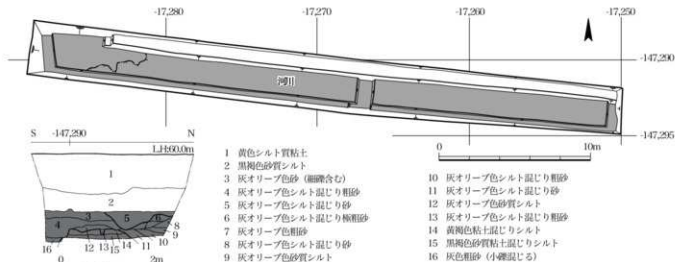 -17,280
-17,270
-17,260
-17,250
-147,290
-147,295
河川
0 10m
S -147,290 N
L.H:60.0m
1
2
3
4
5
6
7
8
9
10
11
12
13
14
15
16
0 2m
1 黄色シルト質粘土
2 黒褐色砂質シルト
3 灰オリーブ色砂(細礫含む)
4 灰オリーブ色シルト混じり粗砂
5 灰オリーブ色シルト混じり砂
6 灰オリーブ色シルト混じり極粗砂
7 灰オリーブ色粗砂
8 灰オリーブ色シルト混じり砂
9 灰オリーブ色砂質シルト
10 灰オリーブ色シルト混じり粗砂
11 灰オリーブ色シルト混じり砂
12 灰オリーブ色砂質シルト
13 灰オリーブ色シルト混じり粗砂
14 黄褐色粘土混じりシルト
15 黒褐色砂質粘土混じりシルト
16 灰色粗砂(小礫混じる)